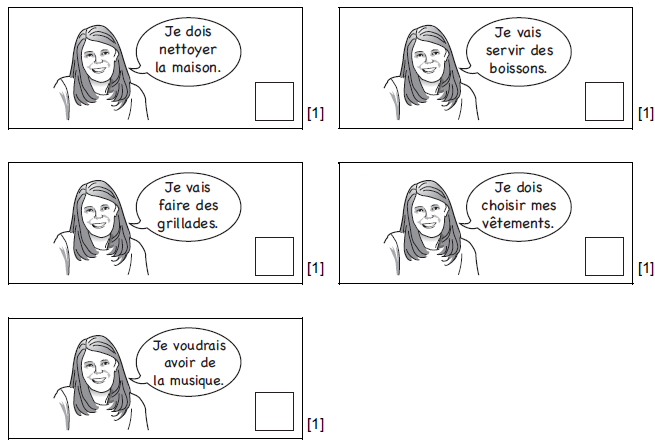 Je dois
nettoyer
la maison.
[1]
Je vais
servir des
boissons.
[1]
Je vais
faire des
grillades.
[1]
Je dois
choisir mes
vêtements.
[1]
Je voudrais
avoir de
la musique.
[1]